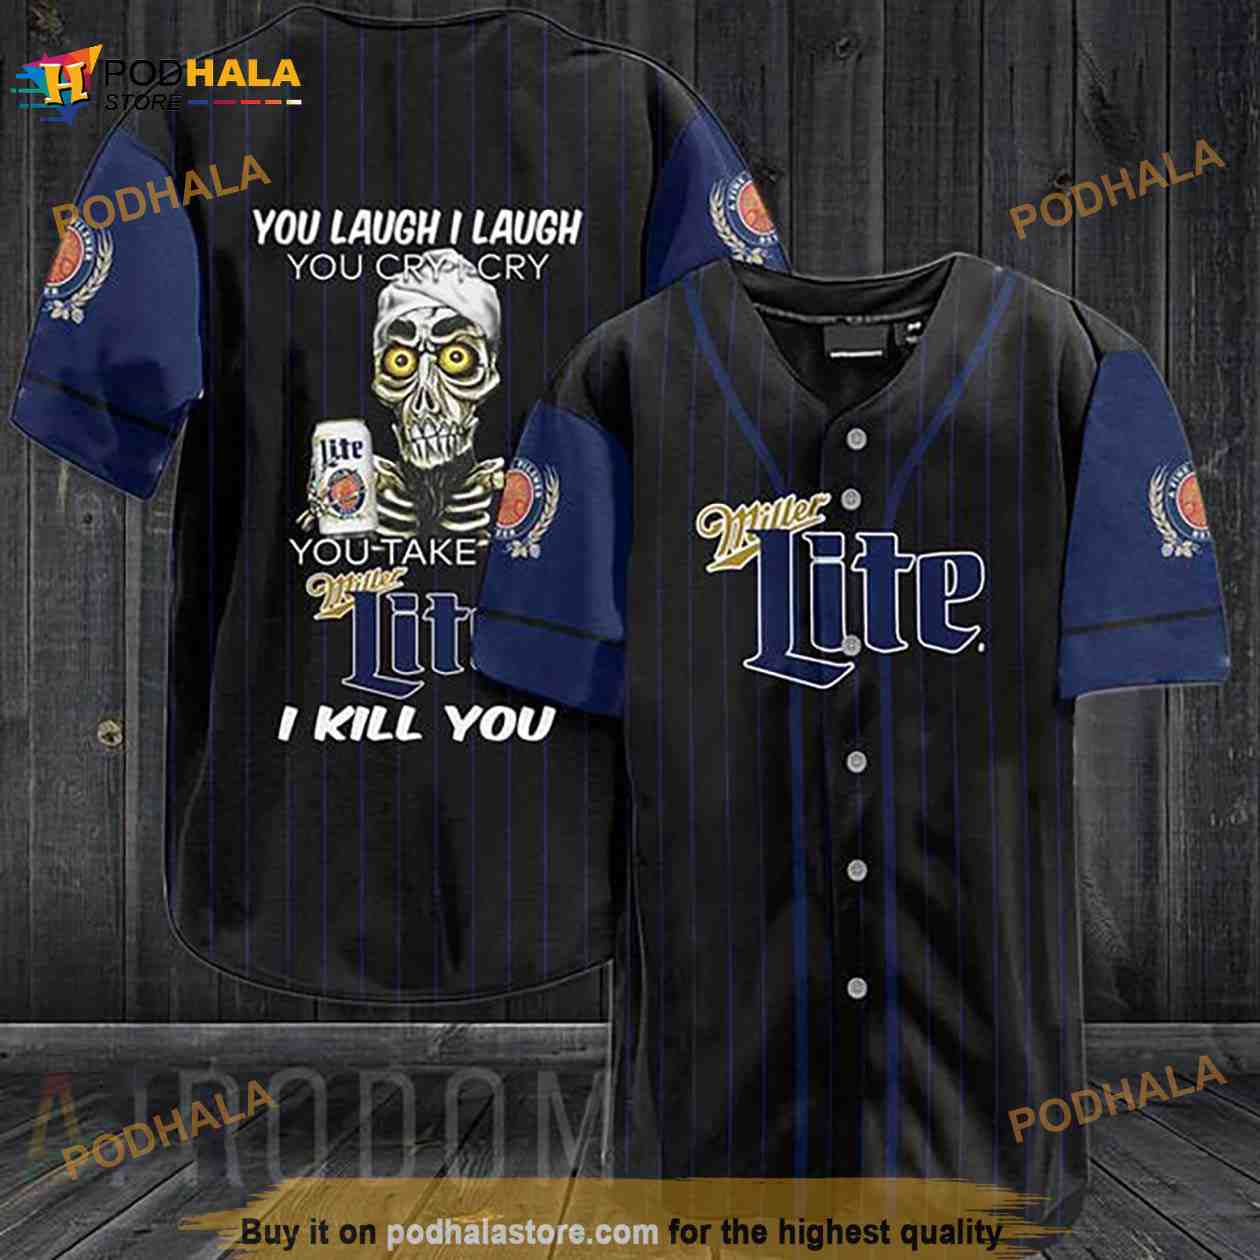 PODHALA
STORE
PODHALA
PODHALA
YOU LAUGH I LAUGH
YOU CRY I CRY
Lite
YOU TAKE
Miller
Lit
I KILL YOU
Miller
Lite
PODHALA
PODHALA
Buy it on podhalastore.com for the highest quality